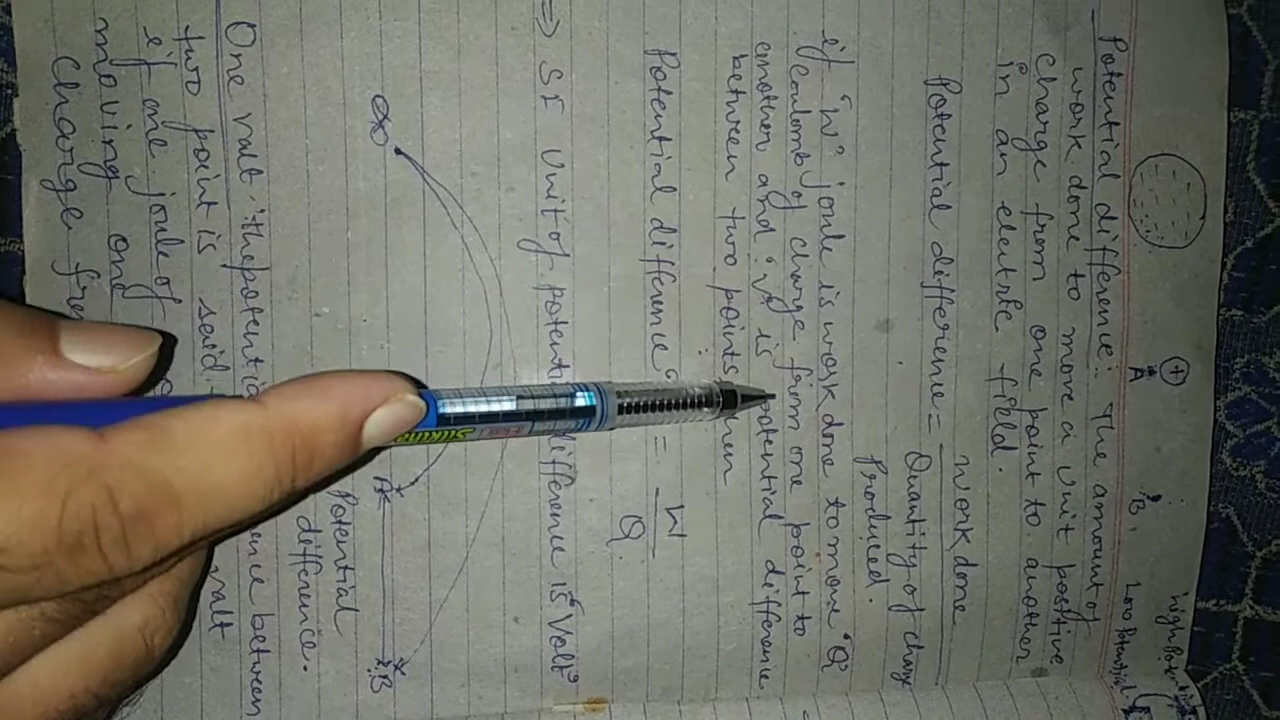 High Pot
Low Potential
A
B
Potential difference: The amount of
work done to move a unit positive
charge from one point to another
in an electric field.
Potential difference = work done
Quantity of charge
Produced.
if "W" joule is work done to move "Q"
coulomb of charge from one point to
another and "V" is potential difference
between two points then
Potential difference = W
Q.
=> SI Unit of potential difference is "Volt"
∞
A
B
Potential
difference.
One volt: the potential difference between
two point is said
if one joule of
moving one
charge from